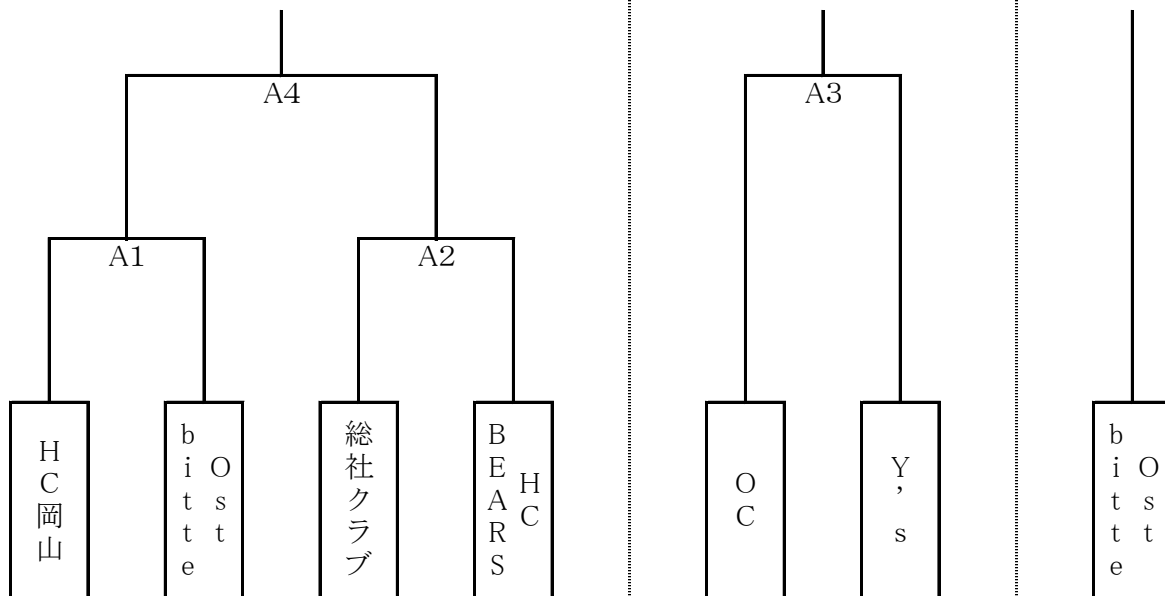 A4
A3
A1
A2
HC岡山
Ost
bitte
総社クラブ
HC
BEARS
OC
Y’s
Ost
bitte